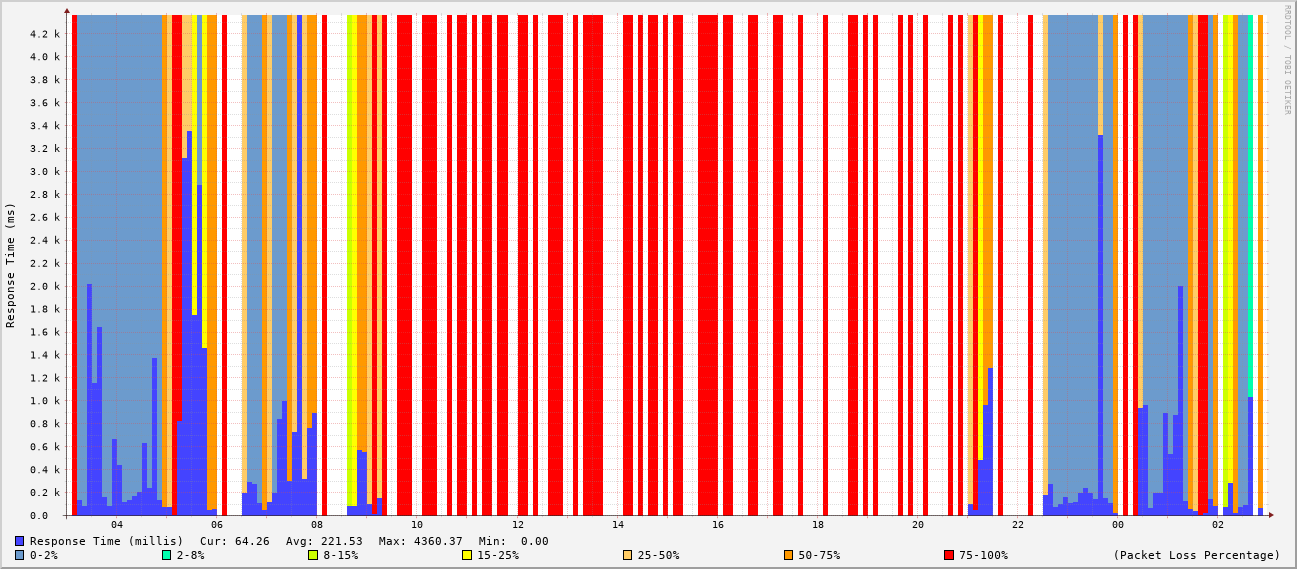 RRDTOOL / TOBI OETIKER
Response Time (ms)
4.2 k
4.0 k
3.8 k
3.6 k
3.4 k
3.2 k
3.0 k
2.8 k
2.6 k
2.4 k
2.2 k
2.0 k
1.8 k
1.6 k
1.4 k
1.2 k
1.0 k
0.8 k
0.6 k
0.4 k
0.2 k
0.0
04 06 08 10 12 14 16 18 20 22 00 02
Response Time (millis) Cur: 64.26 Avg: 221.53 Max: 4360.37 Min: 0.00
0-2% 2-8% 8-15% 15-25% 25-50% 50-75% 75-100% (Packet Loss Percentage)